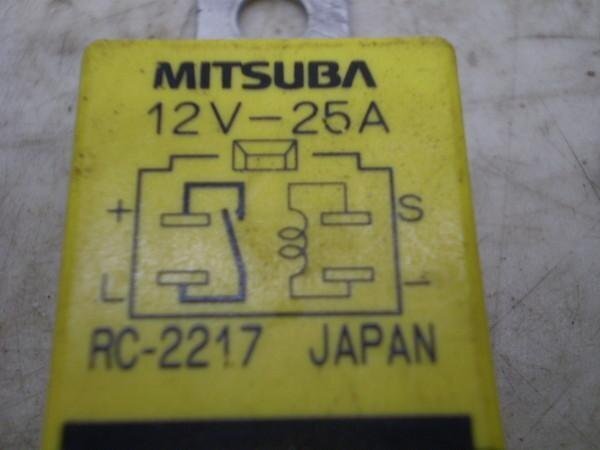 MITSUBA
12V-25A
+ S
L -
RC-2217 JAPAN